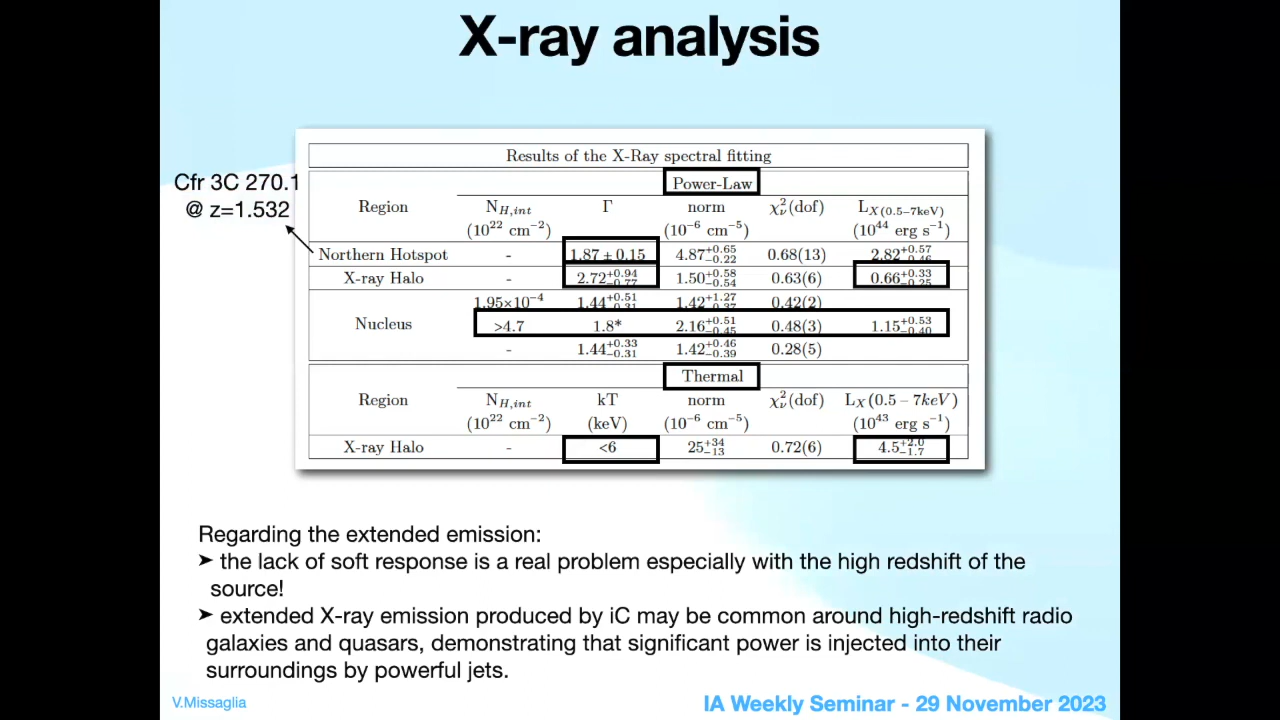 X-ray analysis
Cfr 3C 270.1
@ z=1.532
Results of the X-Ray spectral fitting
Power-Law
Region N_{H,int} Γ norm χ²_ν(dof) L_{X(0.5−7keV)}
(10²² cm⁻²) (10⁻⁶ cm⁻⁵) (10⁴⁴ erg s⁻¹)
Northern Hotspot - 1.87 ± 0.15 4.87^{+0.65}_{−0.22} 0.68(13) 2.82^{+0.57}_{−0.46}
X-ray Halo - 2.72^{+0.94}_{−0.77} 1.50^{+0.58}_{−0.54} 0.63(6) 0.66^{+0.33}_{−0.25}
1.95×10⁻⁴ 1.44^{+0.51}_{−0.31} 1.42^{+1.27}_{−0.37} 0.42(2)
Nucleus >4.7 1.8* 2.16^{+0.51}_{−0.45} 0.48(3) 1.15^{+0.53}_{−0.40}
- 1.44^{+0.33}_{−0.31} 1.42^{+0.46}_{−0.39} 0.28(5)
Thermal
Region N_{H,int} kT norm χ²_ν(dof) L_X(0.5 − 7keV)
(10²² cm⁻²) (keV) (10⁻⁶ cm⁻⁵) (10⁴³ erg s⁻¹)
X-ray Halo - <6 25^{+34}_{−13} 0.72(6) 4.5^{+2.0}_{−1.7}
Regarding the extended emission:
➤ the lack of soft response is a real problem especially with the high redshift of the
source!
➤ extended X-ray emission produced by iC may be common around high-redshift radio
galaxies and quasars, demonstrating that significant power is injected into their
surroundings by powerful jets.
V.Missaglia
IA Weekly Seminar - 29 November 2023